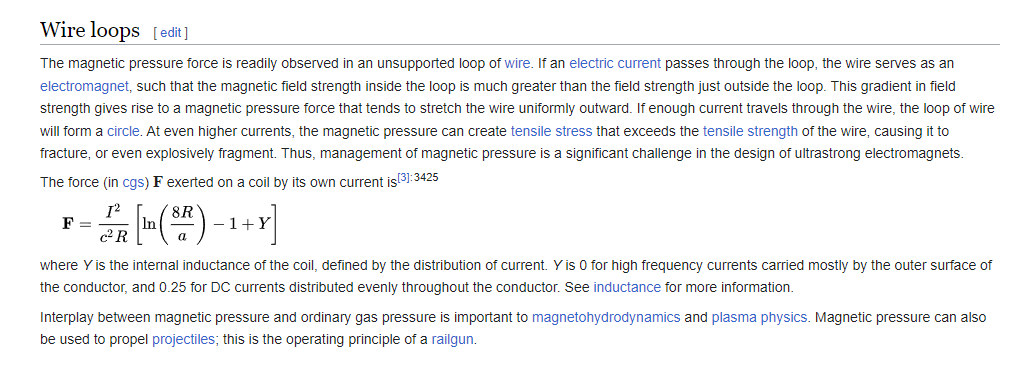 Wire loops [ edit ]
The magnetic pressure force is readily observed in an unsupported loop of wire. If an electric current passes through the loop, the wire serves as an
electromagnet, such that the magnetic field strength inside the loop is much greater than the field strength just outside the loop. This gradient in field
strength gives rise to a magnetic pressure force that tends to stretch the wire uniformly outward. If enough current travels through the wire, the loop of wire
will form a circle. At even higher currents, the magnetic pressure can create tensile stress that exceeds the tensile strength of the wire, causing it to
fracture, or even explosively fragment. Thus, management of magnetic pressure is a significant challenge in the design of ultrastrong electromagnets.
The force (in cgs) F exerted on a coil by its own current is[3]:3425
F = I²/(c² R) [ln(8R/a) − 1 + Y]
where Y is the internal inductance of the coil, defined by the distribution of current. Y is 0 for high frequency currents carried mostly by the outer surface of
the conductor, and 0.25 for DC currents distributed evenly throughout the conductor. See inductance for more information.
Interplay between magnetic pressure and ordinary gas pressure is important to magnetohydrodynamics and plasma physics. Magnetic pressure can also
be used to propel projectiles; this is the operating principle of a railgun.